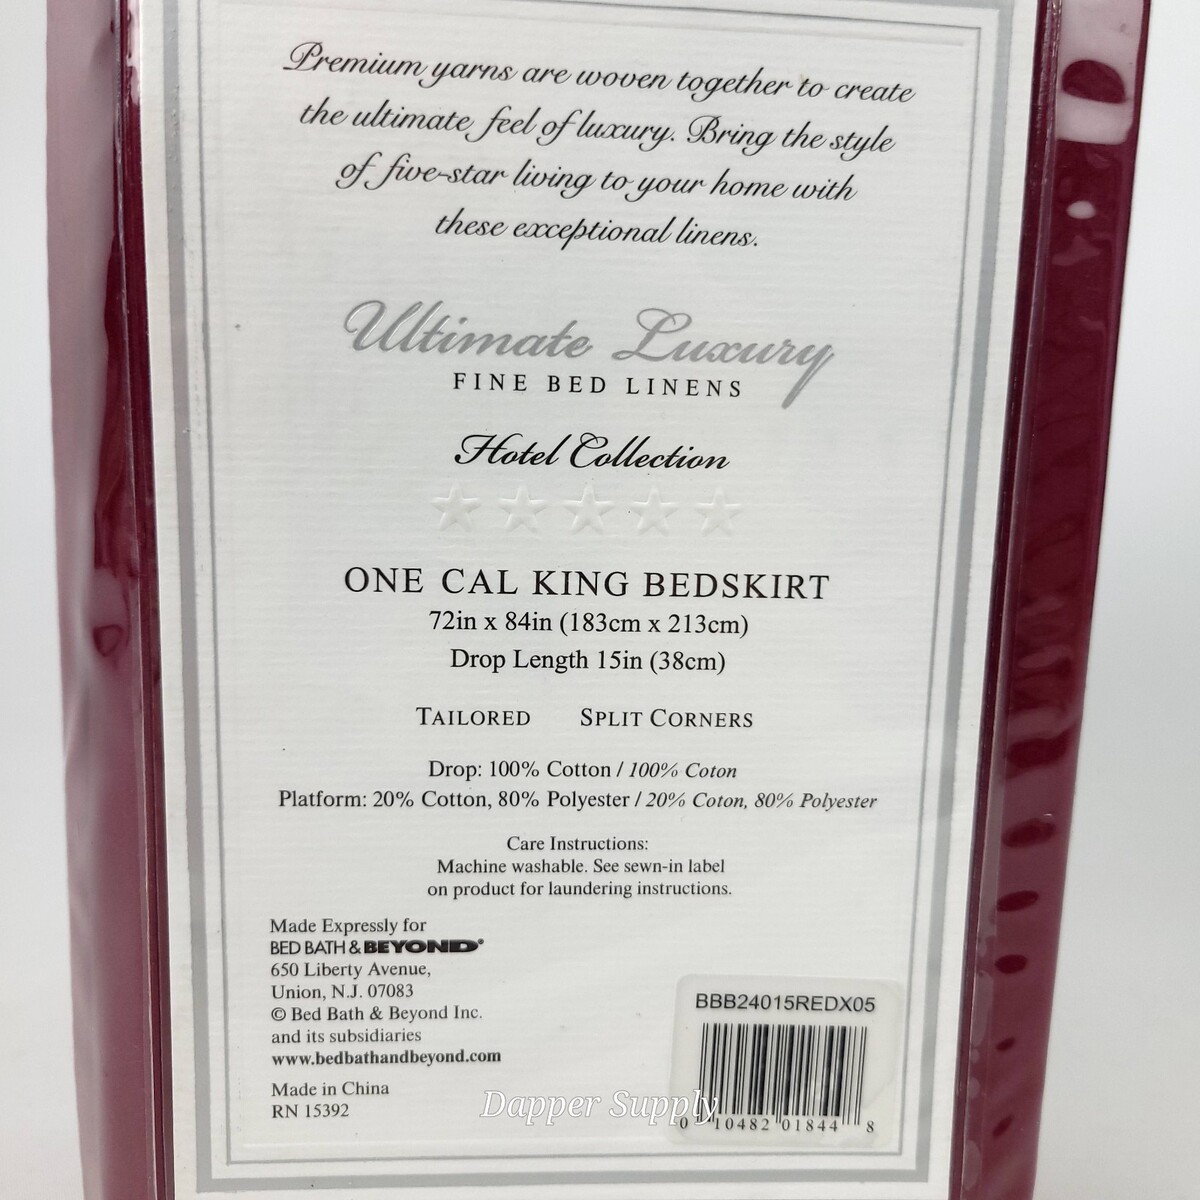 Premium yarns are woven together to create
the ultimate feel of luxury. Bring the style
of five-star living to your home with
these exceptional linens.
Ultimate Luxury
FINE BED LINENS
Hotel Collection
ONE CAL KING BEDSKIRT
72in x 84in (183cm x 213cm)
Drop Length 15in (38cm)
TAILORED SPLIT CORNERS
Drop: 100% Cotton / 100% Coton
Platform: 20% Cotton, 80% Polyester / 20% Coton, 80% Polyester
Care Instructions:
Machine washable. See sewn-in label
on product for laundering instructions.
Made Expressly for
BED BATH & BEYOND®
650 Liberty Avenue,
Union, N.J. 07083
© Bed Bath & Beyond Inc.
and its subsidiaries
www.bedbathandbeyond.com
Made in China
RN 15392
BBB24015REDX05
0 10482 01844 8
Dapper Supply